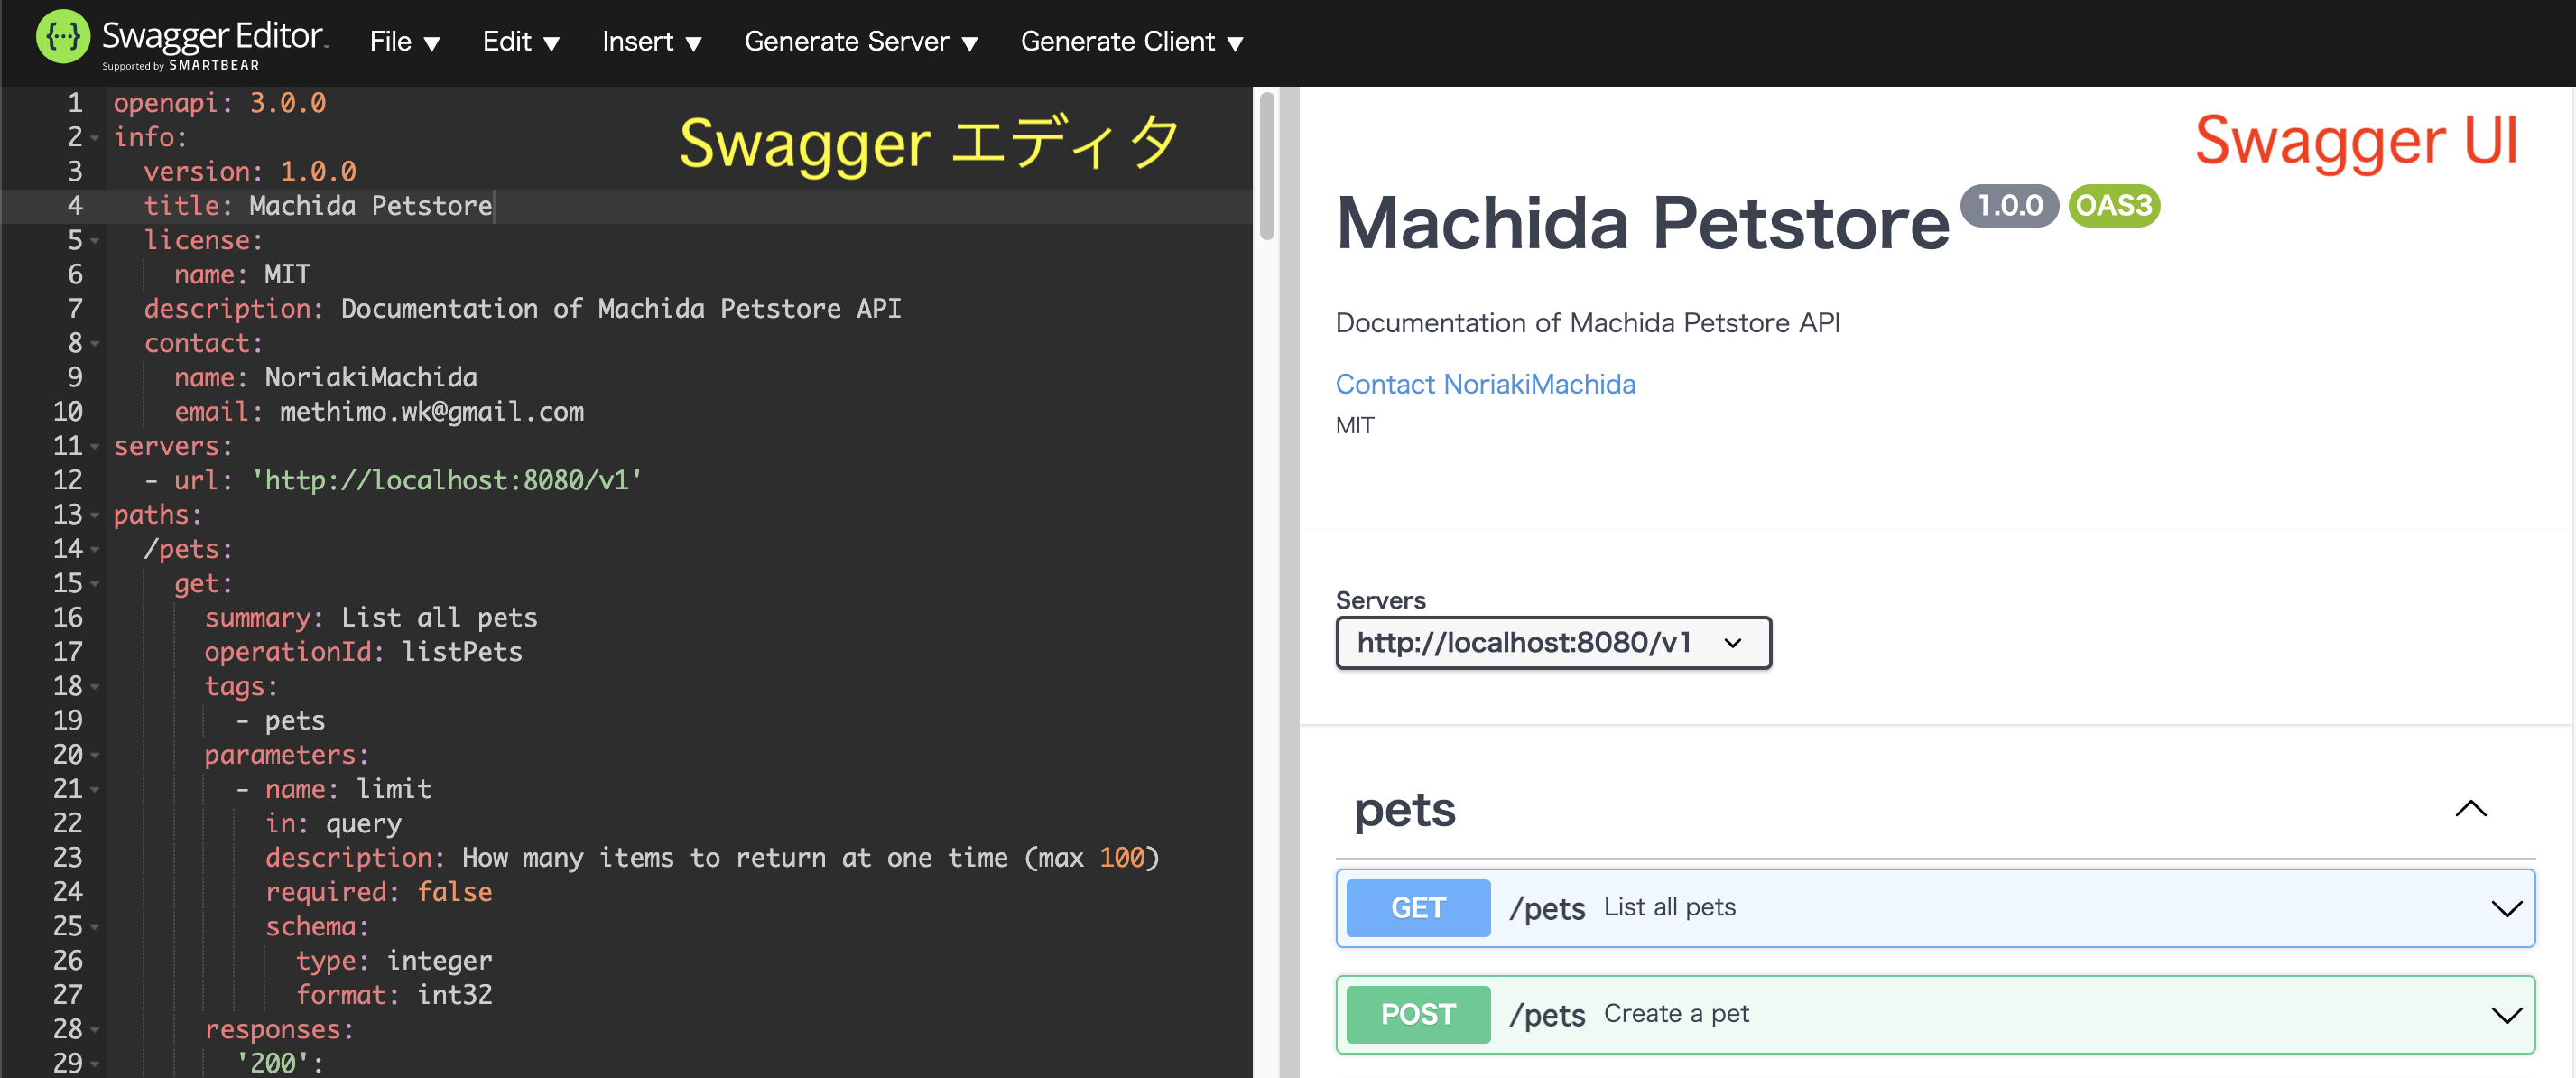 Swagger Editor
Supported by SMARTBEAR
File ▼ Edit ▼ Insert ▼ Generate Server ▼ Generate Client ▼
Swagger エディタ
1 openapi: 3.0.0
2 info:
3 version: 1.0.0
4 title: Machida Petstore
5 license:
6 name: MIT
7 description: Documentation of Machida Petstore API
8 contact:
9 name: NoriakiMachida
10 email: methimo.wk@gmail.com
11 servers:
12 - url: 'http://localhost:8080/v1'
13 paths:
14 /pets:
15 get:
16 summary: List all pets
17 operationId: listPets
18 tags:
19 - pets
20 parameters:
21 - name: limit
22 in: query
23 description: How many items to return at one time (max 100)
24 required: false
25 schema:
26 type: integer
27 format: int32
28 responses:
29 '200':
Swagger UI
Machida Petstore 1.0.0 OAS3
Documentation of Machida Petstore API
Contact NoriakiMachida
MIT
Servers
http://localhost:8080/v1
pets
GET /pets List all pets
POST /pets Create a pet